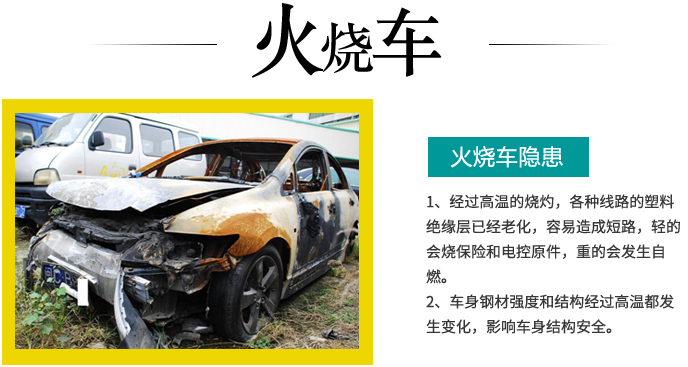 火烧车
火烧车隐患
1、经过高温的烧灼，各种线路的塑料
绝缘层已经老化，容易造成短路，轻的
会烧保险和电控原件，重的会发生自
燃。
2、车身钢材强度和结构经过高温都发
生变化，影响车身结构安全。